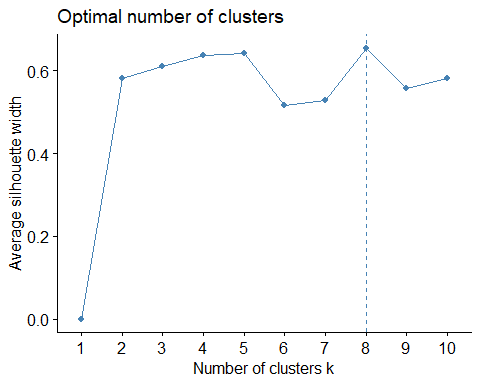 Optimal number of clusters
Average silhouette width
0.6
0.4
0.2
0.0
1 2 3 4 5 6 7 8 9 10
Number of clusters k